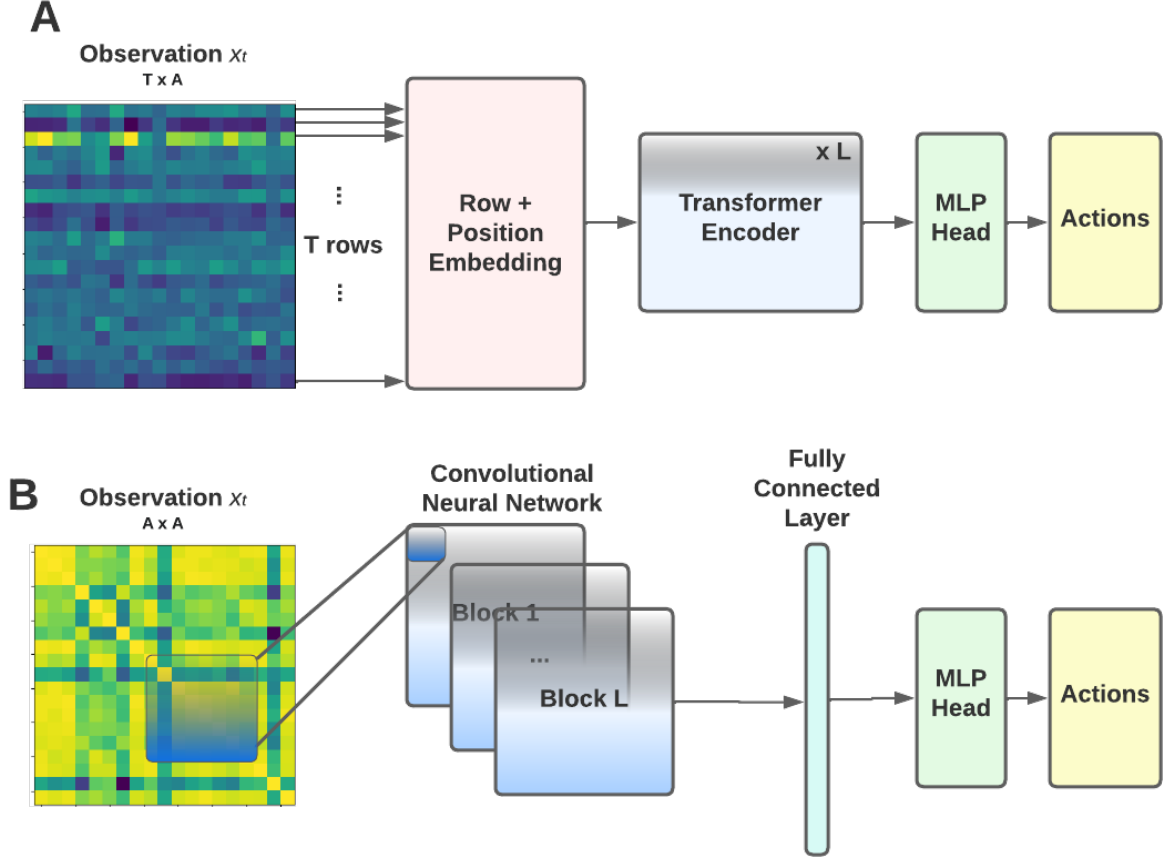 A
Observation xt
T x A
...
T rows
...
Row +
Position
Embedding
x L
Transformer
Encoder
MLP
Head
Actions
B
Observation xt
A x A
Convolutional
Neural Network
Block 1
...
Block L
Fully
Connected
Layer
MLP
Head
Actions